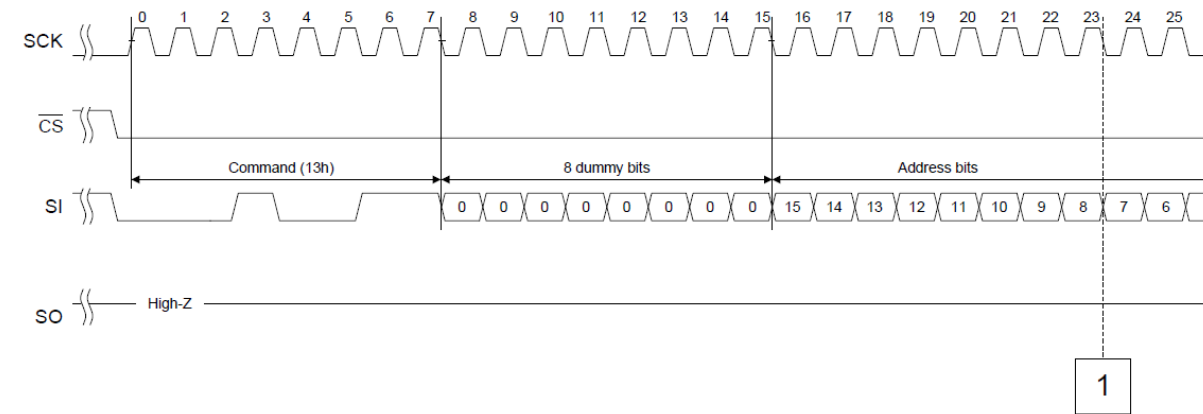 0 1 2 3 4 5 6 7 8 9 10 11 12 13 14 15 16 17 18 19 20 21 22 23 24 25
SCK
CS
Command (13h) 8 dummy bits Address bits
SI 0 0 0 0 0 0 0 0 15 14 13 12 11 10 9 8 7 6
High-Z
SO
1